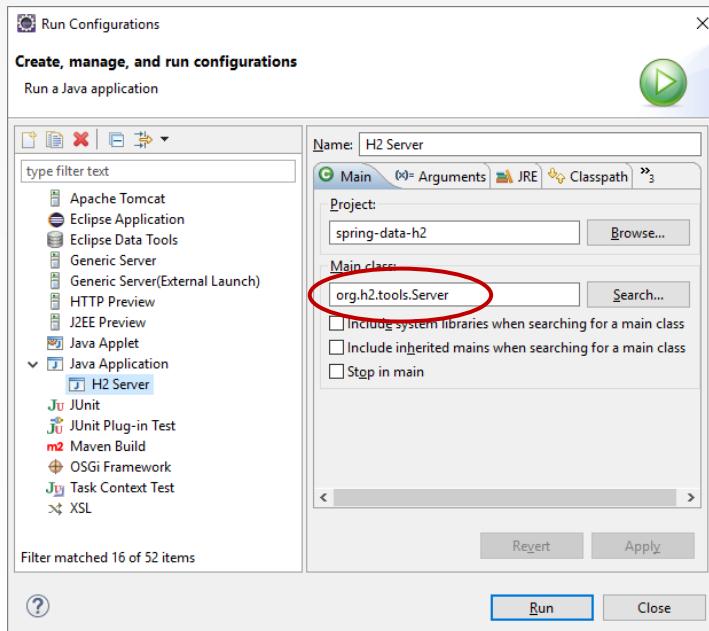 Run Configurations
Create, manage, and run configurations
Run a Java application
type filter text
Apache Tomcat
Eclipse Application
Eclipse Data Tools
Generic Server
Generic Server(External Launch)
HTTP Preview
J2EE Preview
Java Applet
Java Application
H2 Server
JUnit
JUnit Plug-in Test
Maven Build
OSGi Framework
Task Context Test
XSL
Filter matched 16 of 52 items
Name: H2 Server
Main (x)= Arguments JRE Classpath »3
Project:
spring-data-h2 Browse...
Main class:
org.h2.tools.Server Search...
Include system libraries when searching for a main class
Include inherited mains when searching for a main class
Stop in main
Revert Apply
Run Close